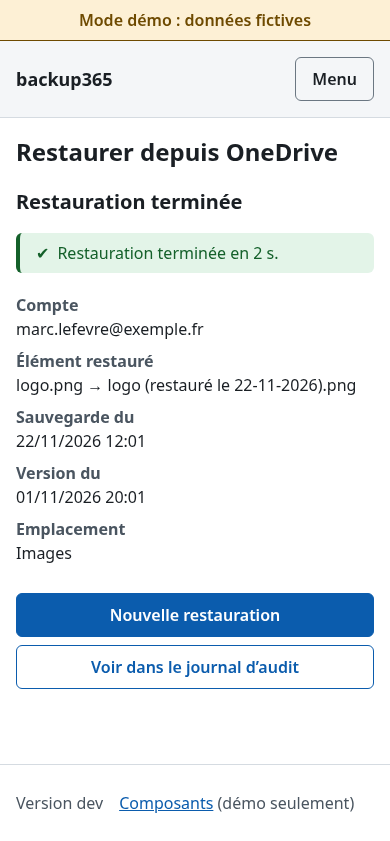 Mode démo : données fictives
backup365
Menu
Restaurer depuis OneDrive
Restauration terminée
✔ Restauration terminée en 2 s.
Compte
marc.lefevre@exemple.fr
Élément restauré
logo.png → logo (restauré le 22-11-2026).png
Sauvegarde du
22/11/2026 12:01
Version du
01/11/2026 20:01
Emplacement
Images
Nouvelle restauration
Voir dans le journal d’audit
Version dev Composants (démo seulement)